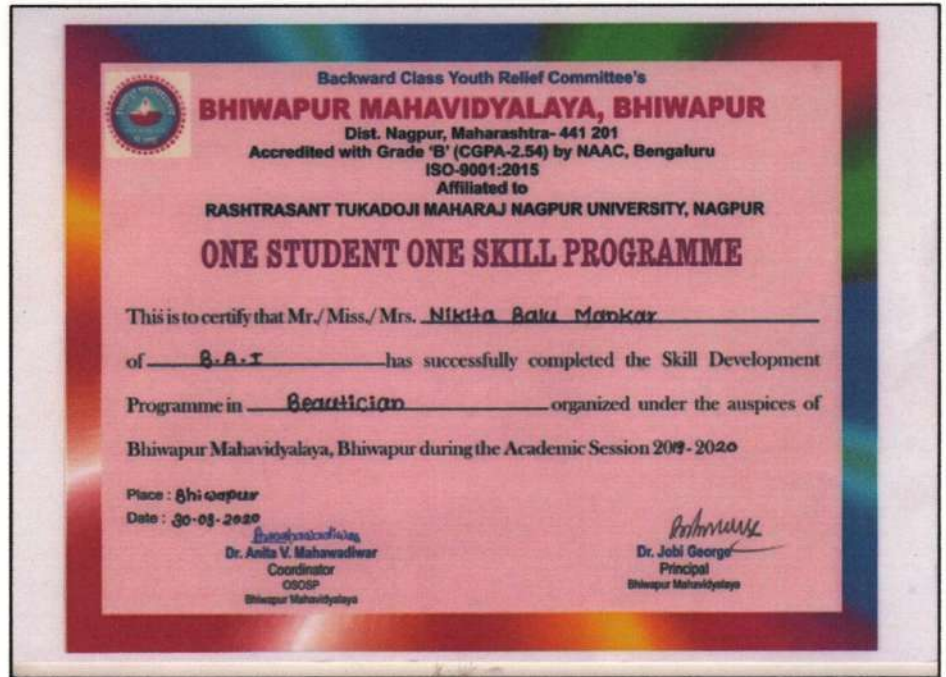 Backward Class Youth Relief Committee's
BHIWAPUR MAHAVIDYALAYA, BHIWAPUR
Dist. Nagpur, Maharashtra- 441 201
Accredited with Grade 'B' (CGPA-2.54) by NAAC, Bengaluru
ISO-9001:2015
Affiliated to
RASHTRASANT TUKADOJI MAHARAJ NAGPUR UNIVERSITY, NAGPUR
ONE STUDENT ONE SKILL PROGRAMME
This is to certify that Mr./Miss./Mrs. Nikita Balu Mankar
of B.A.I has successfully completed the Skill Development
Programme in Beautician organized under the auspices of
Bhiwapur Mahavidyalaya, Bhiwapur during the Academic Session 2019-2020
Place : Bhiwapur
Date : 30-03-2020
Dr. Anita V. Mahawadiwar
Coordinator
OSOSP
Bhiwapur Mahavidyalaya
Dr. Jobi George
Principal
Bhiwapur Mahavidyalaya